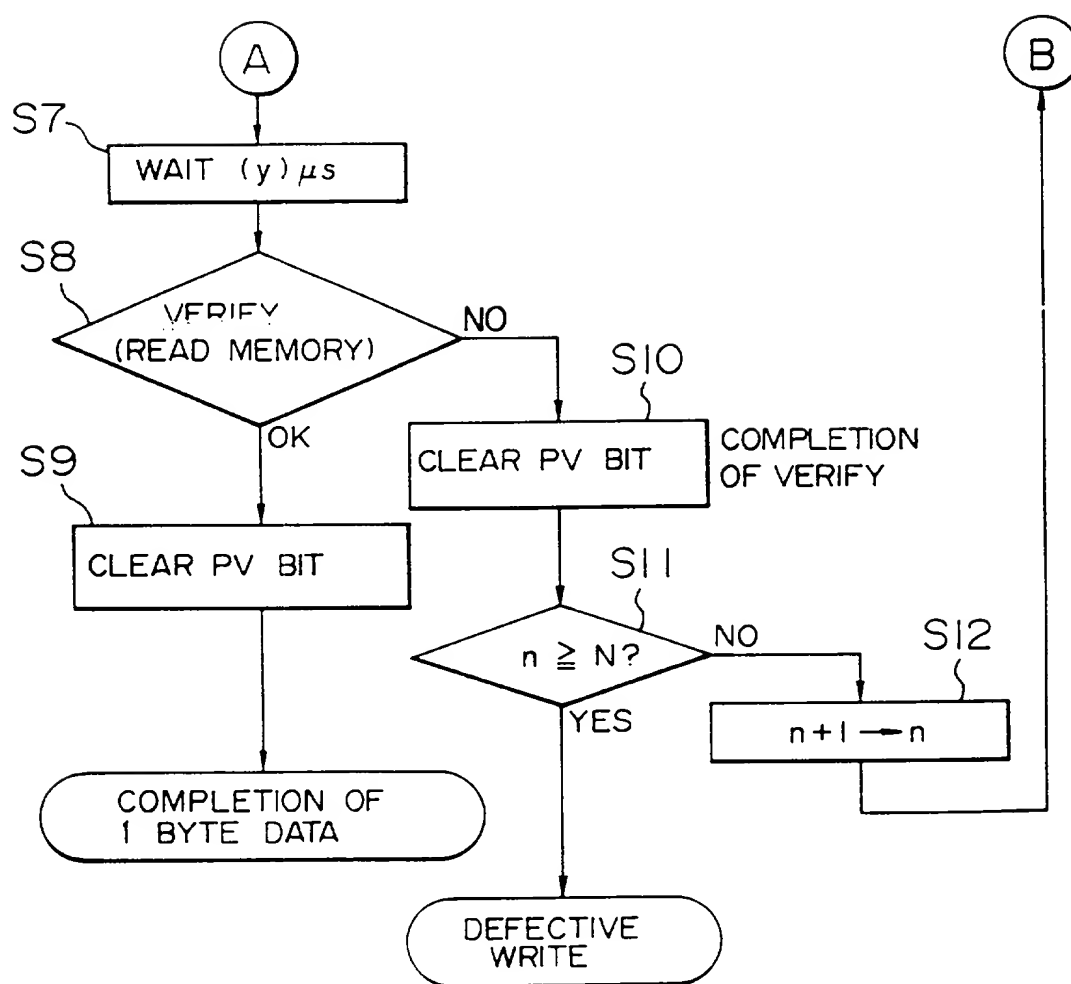 A
B
S7
WAIT (y) μs
S8
VERIFY
(READ MEMORY)
NO
OK
S10
CLEAR PV BIT
COMPLETION
OF VERIFY
S9
CLEAR PV BIT
S11
n ≧ N?
NO
YES
S12
n+1 → n
COMPLETION OF
1 BYTE DATA
DEFECTIVE
WRITE